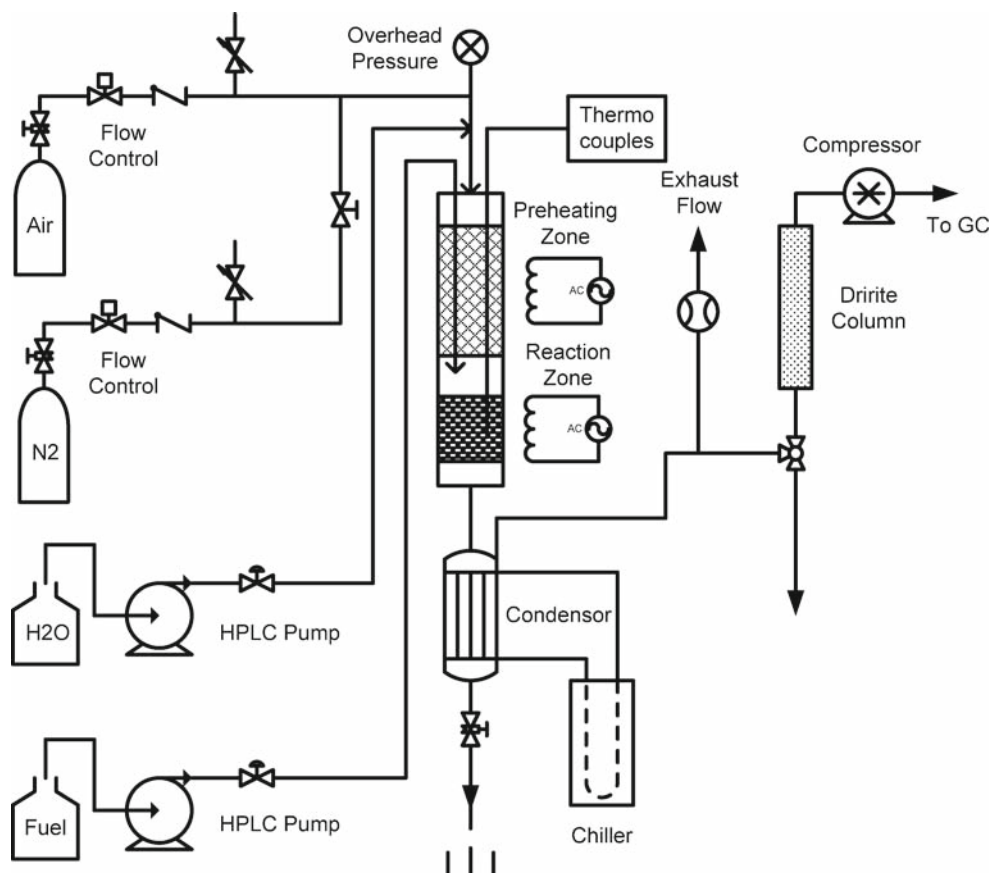 Overhead
Pressure
Flow
Control
Air
Thermo
couples
Exhaust
Flow
Compressor
To GC
Preheating
Zone
AC
Dririte
Column
Flow
Control
N2
Reaction
Zone
AC
H2O
HPLC Pump
Condensor
Fuel
HPLC Pump
Chiller